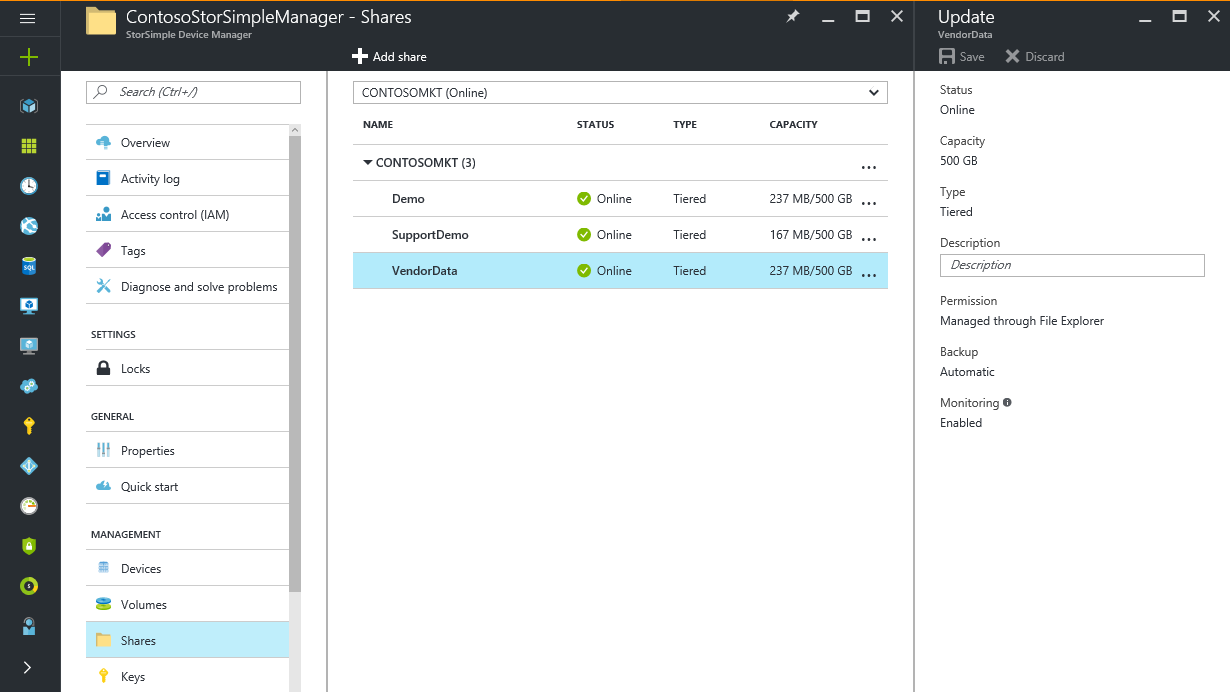 ContosoStorSimpleManager - Shares
StorSimple Device Manager
Add share
Search (Ctrl+/)
Overview
Activity log
Access control (IAM)
Tags
Diagnose and solve problems
SETTINGS
Locks
GENERAL
Properties
Quick start
MANAGEMENT
Devices
Volumes
Shares
Keys
CONTOSOMKT (Online)
NAME STATUS TYPE CAPACITY
CONTOSOMKT (3) ...
Demo Online Tiered 237 MB/500 GB ...
SupportDemo Online Tiered 167 MB/500 GB ...
VendorData Online Tiered 237 MB/500 GB ...
Update
VendorData
Save Discard
Status
Online
Capacity
500 GB
Type
Tiered
Description
Description
Permission
Managed through File Explorer
Backup
Automatic
Monitoring
Enabled
SQL